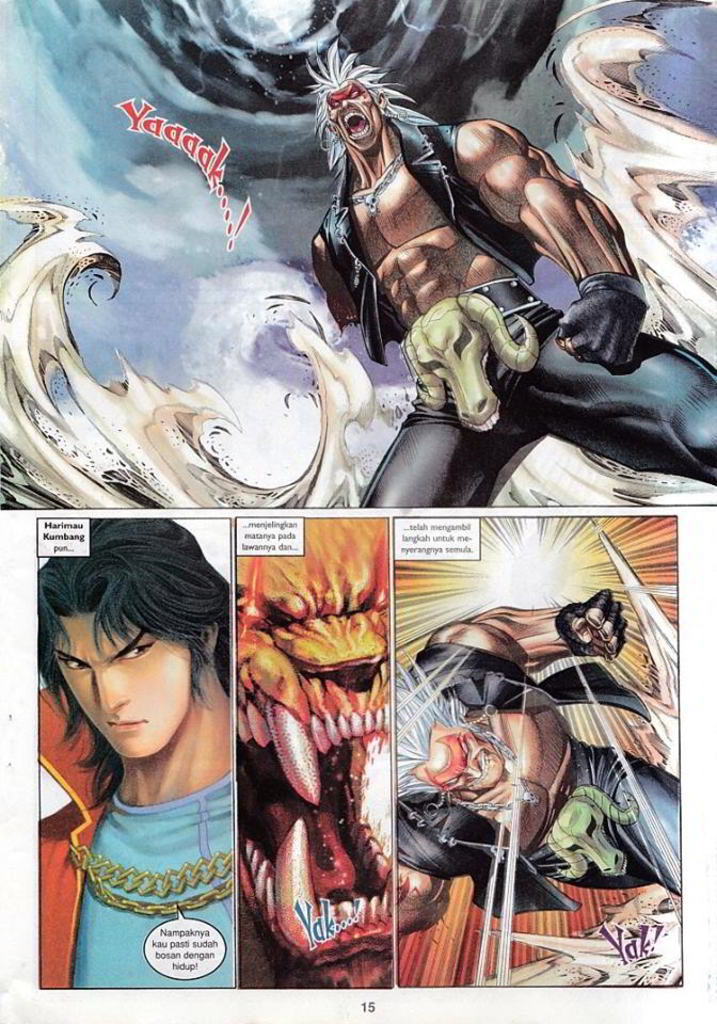 Yaaaak...!
Harimau
Kumbang
pun...
...menjelingkan
matanya pada
lawannya dan...
...telah mengambil
langkah untuk me-
nyerangnya semula.
Nampaknya
kau pasti sudah
bosan dengan
hidup!
Yak...!
Yak!
15